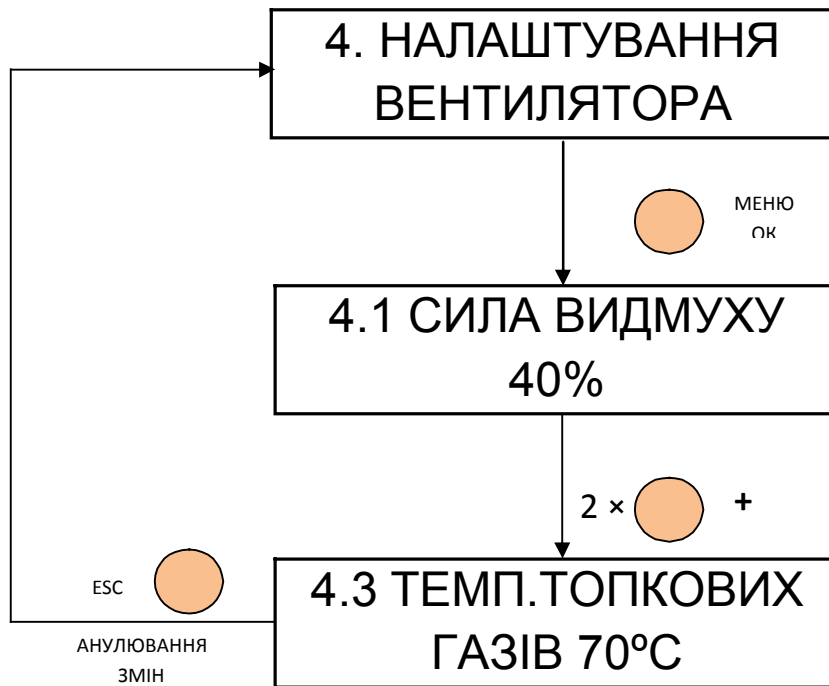 4. НАЛАШТУВАННЯ
ВЕНТИЛЯТОРА
МЕНЮ
ОК
4.1 СИЛА ВИДМУХУ
40%
2 × +
ESC
АНУЛЮВАННЯ
ЗМІН
4.3 ТЕМП.ТОПКОВИХ
ГАЗІВ 70ºС